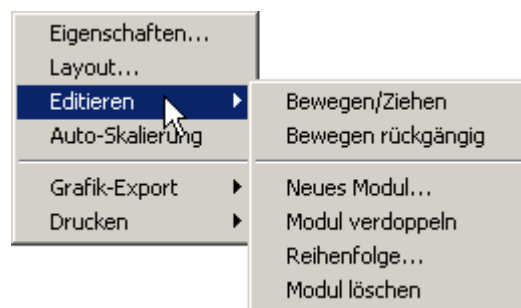 Eigenschaften...
Layout...
Editieren
Auto-Skalierung
Grafik-Export
Drucken
Bewegen/Ziehen
Bewegen rückgängig
Neues Modul...
Modul verdoppeln
Reihenfolge...
Modul löschen